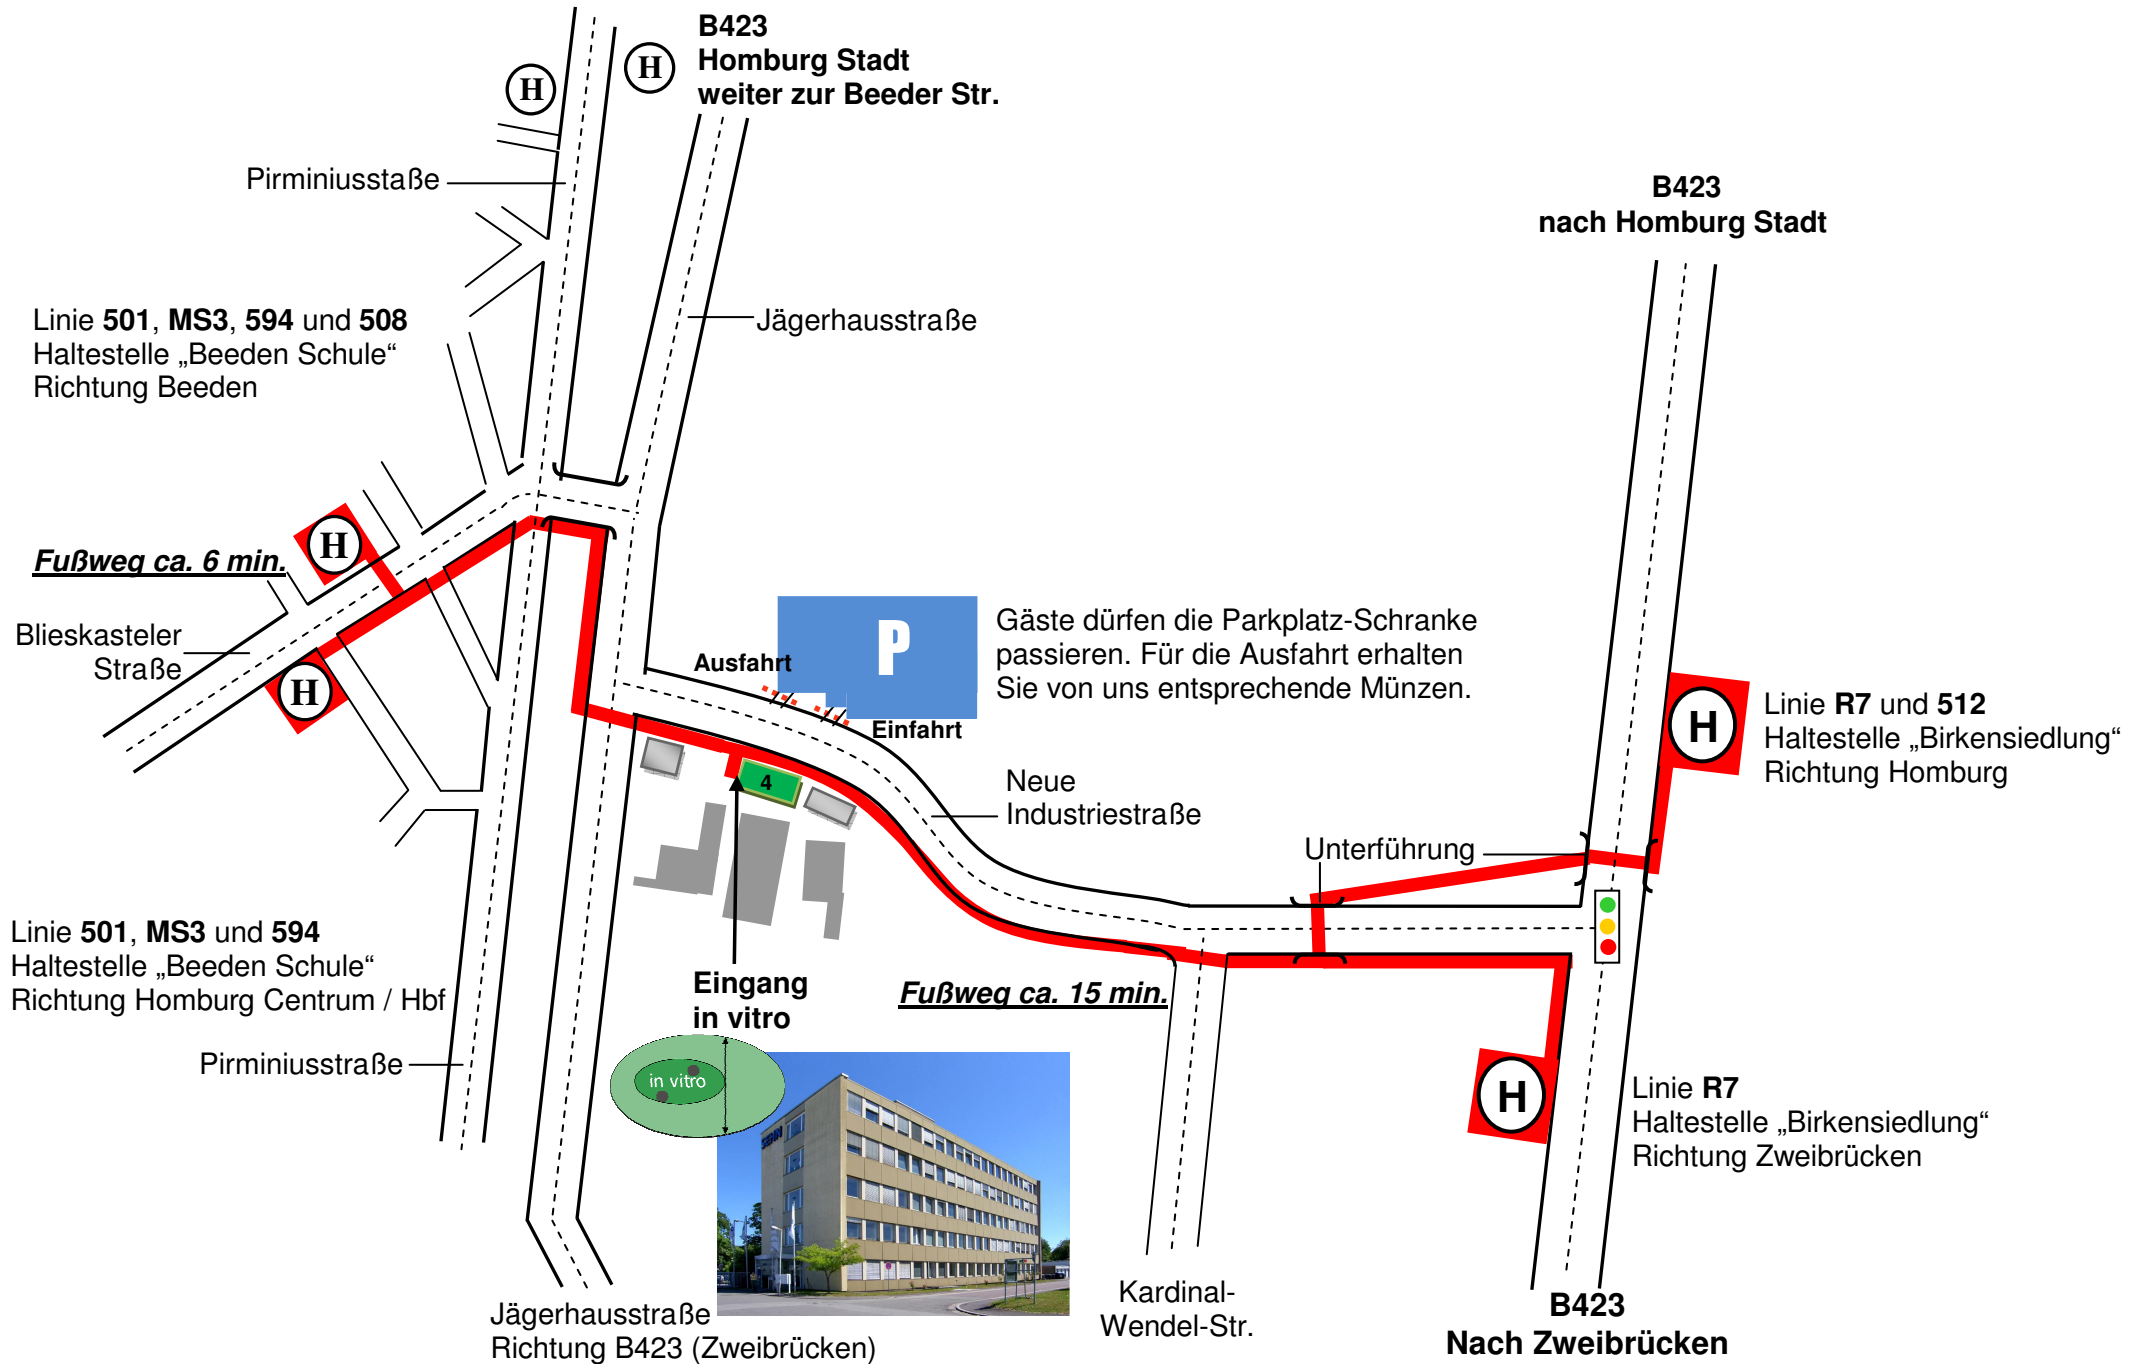 B423
Homburg Stadt
weiter zur Beeder Str.
H
H
Pirminiusstaße
B423
nach Homburg Stadt
Linie 501, MS3, 594 und 508
Haltestelle „Beeden Schule“
Richtung Beeden
Jägerhausstraße
H
Fußweg ca. 6 min.
Blieskasteler
Straße
H
Ausfahrt
P
Einfahrt
Gäste dürfen die Parkplatz-Schranke
passieren. Für die Ausfahrt erhalten
Sie von uns entsprechende Münzen.
H
Linie R7 und 512
Haltestelle „Birkensiedlung“
Richtung Homburg
4
Neue
Industriestraße
Unterführung
Linie 501, MS3 und 594
Haltestelle „Beeden Schule“
Richtung Homburg Centrum / Hbf
Eingang
in vitro
Fußweg ca. 15 min.
Pirminiusstraße
in vitro
H
Linie R7
Haltestelle „Birkensiedlung“
Richtung Zweibrücken
Jägerhausstraße
Richtung B423 (Zweibrücken)
Kardinal-
Wendel-Str.
B423
Nach Zweibrücken